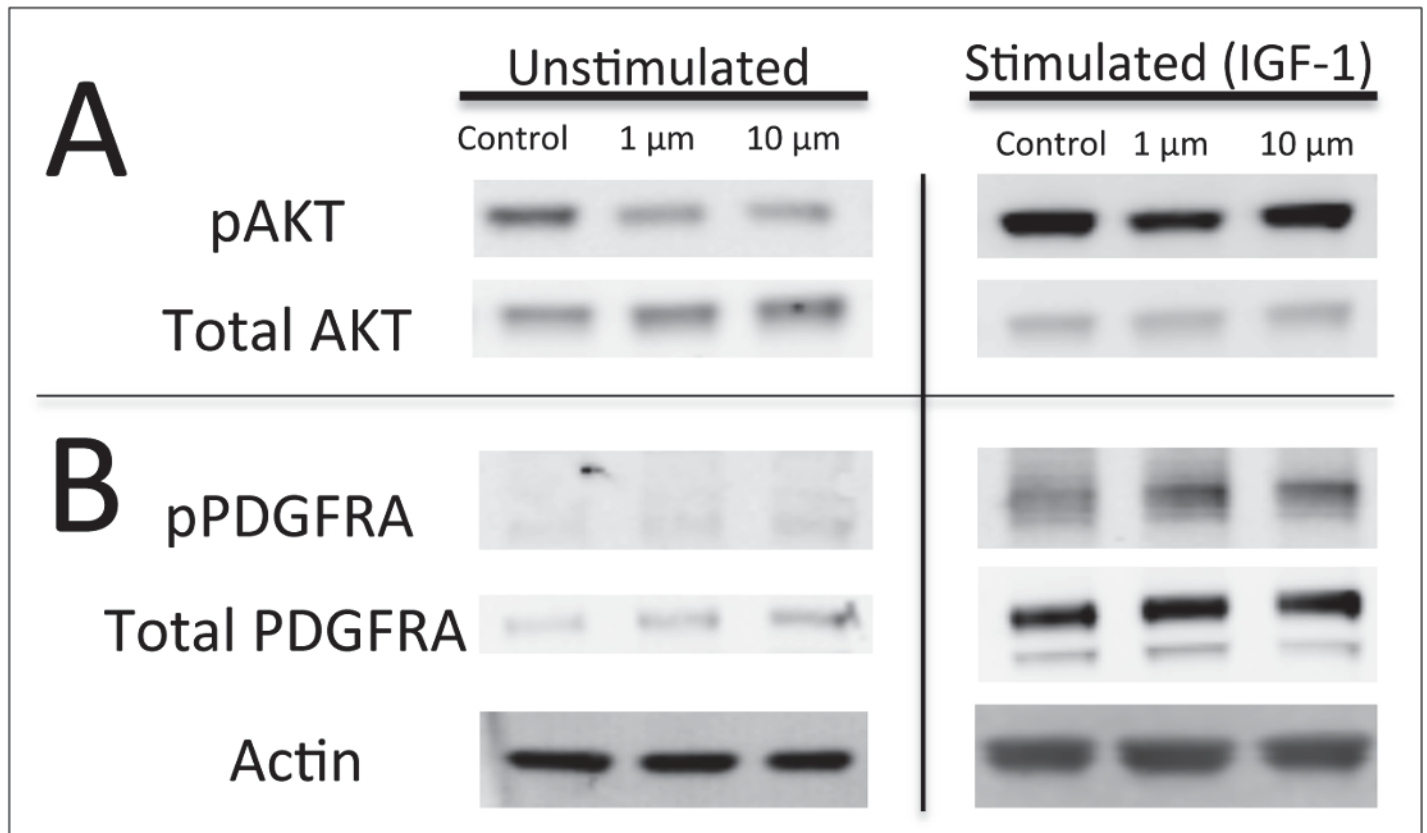 A
Unstimulated
Stimulated (IGF-1)
Control 1 μm 10 μm
Control 1 μm 10 μm
pAKT
Total AKT
B
pPDGFRA
Total PDGFRA
Actin